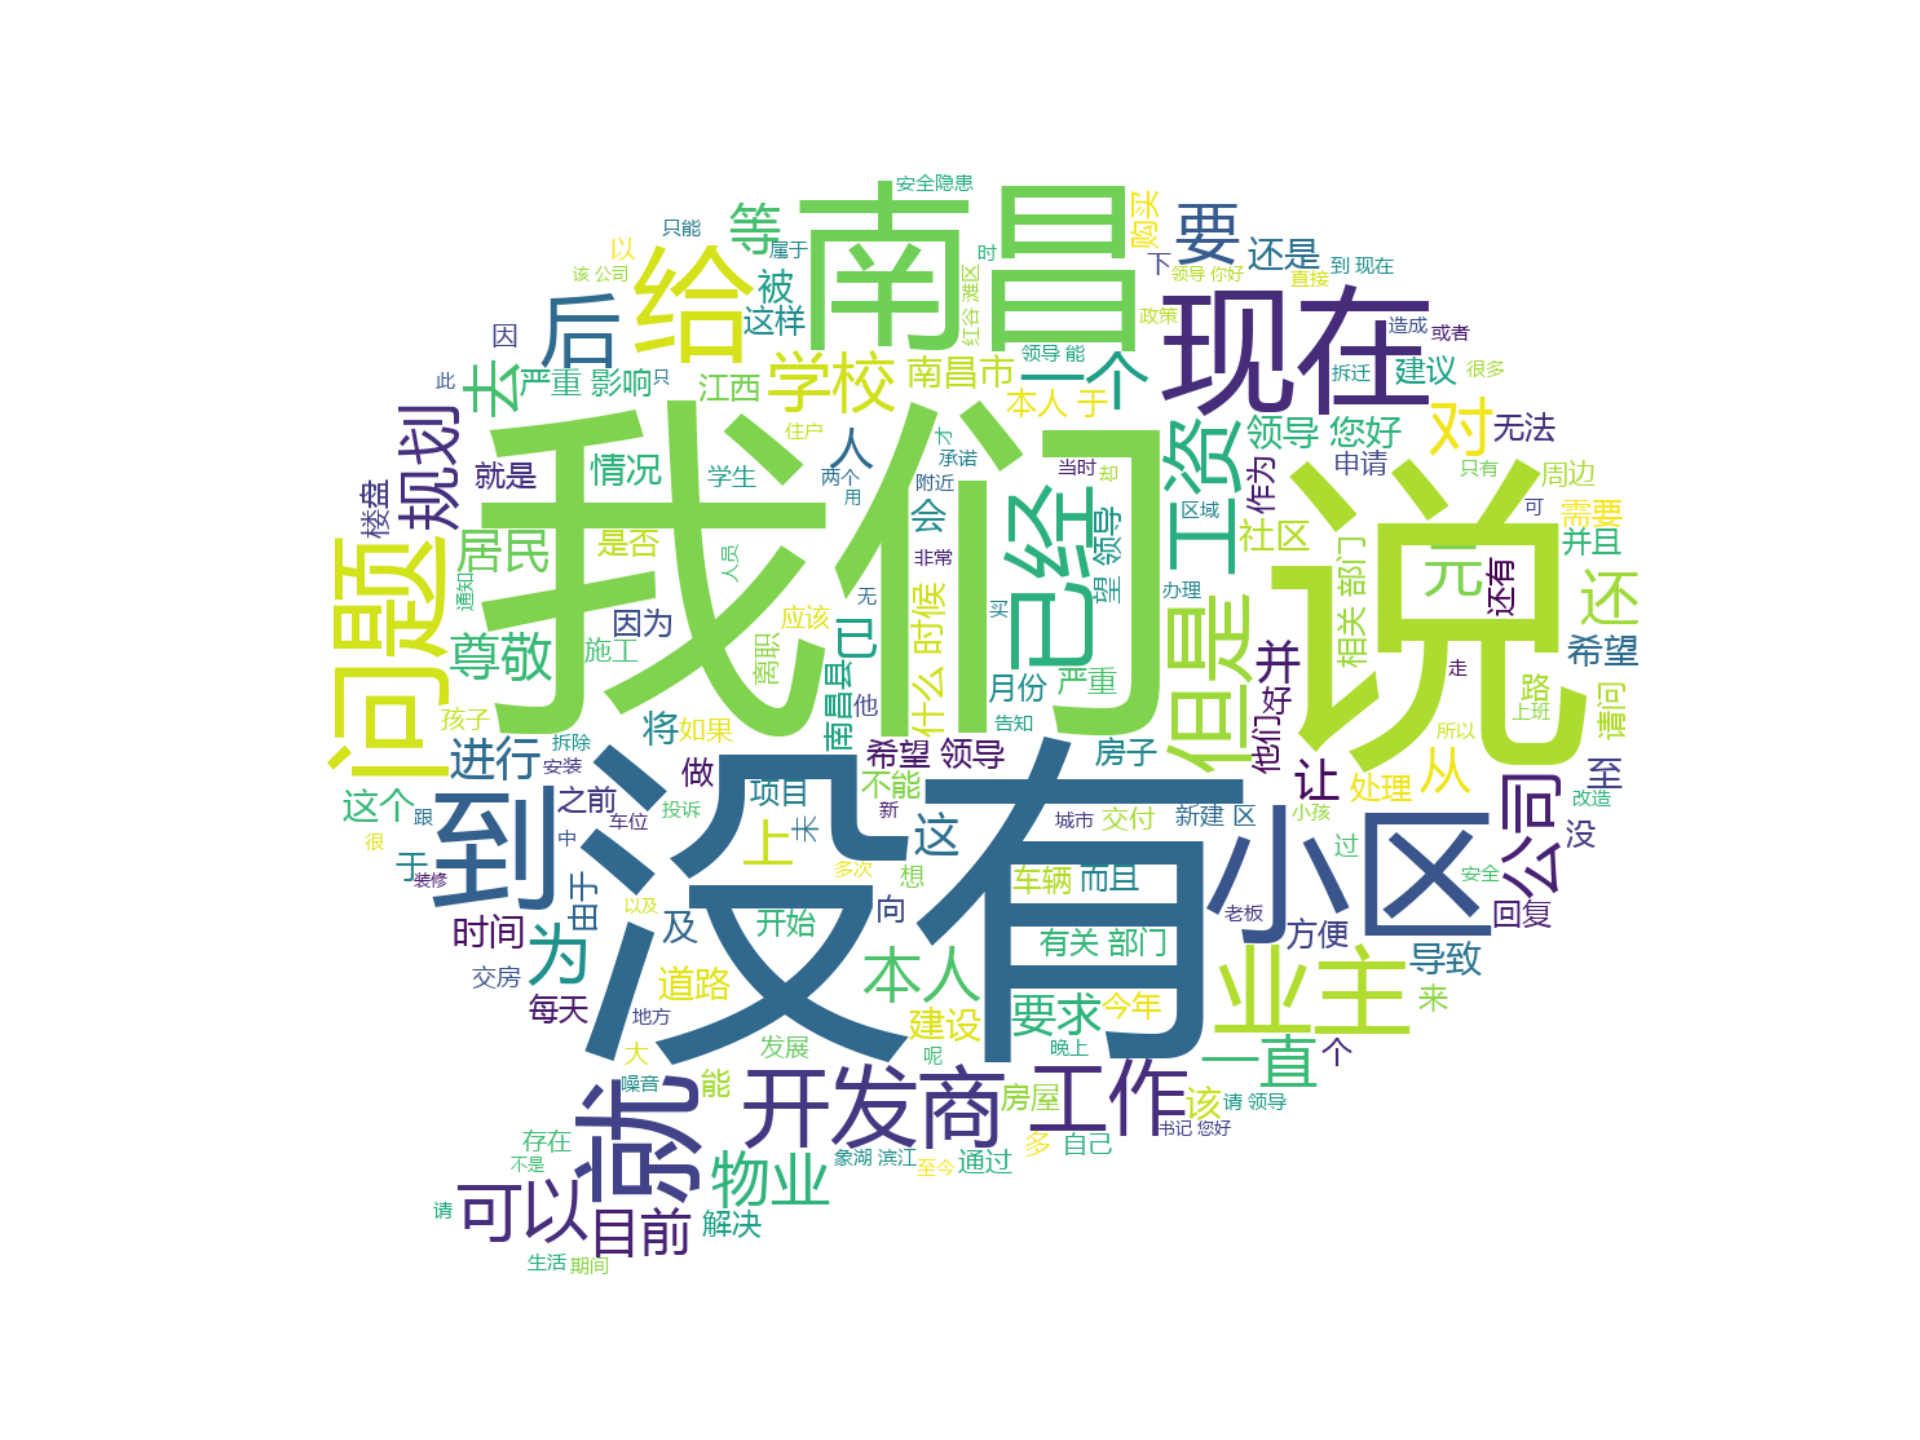 安全隐患
只能
等
南昌
购买
要
以
属于
时
下
还是
该 公司
给
被
红谷 滩区
领导 你好
直接
到 现在
后
这样
政策
现在
造成
或者
因
去
严重 影响
只
江西
学校
南昌市
领导 能
一个
拆迁
建议
很多
此
本人 于
规划
住户
人
才
工资
领导 您好
对
无法
就是
情况
学生
我们
两个
用
承诺
附近
当时
却
作为
申请
只有
周边
楼盘
会
已经
区域
说
可
需要
问题
居民
是否
人员
非常
望 领导
社区
相关 部门
元
还有
并且
通知
无
买
办理
还
尊敬
因为
施工
应该
离职
已
什么 时候
但是
并
希望
南昌县
他
月份
严重
好
走
路
上班
请问
孩子
将
如果
告知
他们
所以
进行
拆除
安装
做
希望 领导
房子
让
处理
从
至
这个
跟
到
之前
车位
投诉
项目
不能
新
没有
城市
交付
新建 区
小孩
小区
公司
改造
很
中
上
未
这
过
没
于
装修
多次
想
车辆
而且
安全
时间
由于
以及
及
开始
向
老板
方便
回复
为
有关 部门
交房
道路
本人
业主
导致
每天
地方
建设
要求
今年
来
大
发展
呢
晚上
一直
个
噪音
就
能
开发商
房屋
工作
该
请 领导
书记 您好
存在
不是
多
自己
物业
象湖 滨江
至今
通过
请
可以
目前
解决
生活
期间